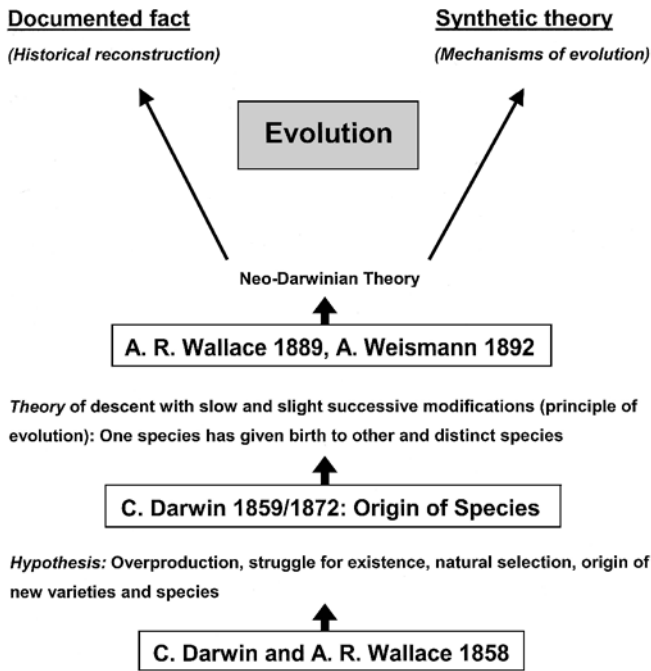 Documented fact
Synthetic theory
(Historical reconstruction)
(Mechanisms of evolution)
Evolution
Neo-Darwinian Theory
A. R. Wallace 1889, A. Weismann 1892
Theory of descent with slow and slight successive modifications (principle of
evolution): One species has given birth to other and distinct species
C. Darwin 1859/1872: Origin of Species
Hypothesis: Overproduction, struggle for existence, natural selection, origin of
new varieties and species
C. Darwin and A. R. Wallace 1858